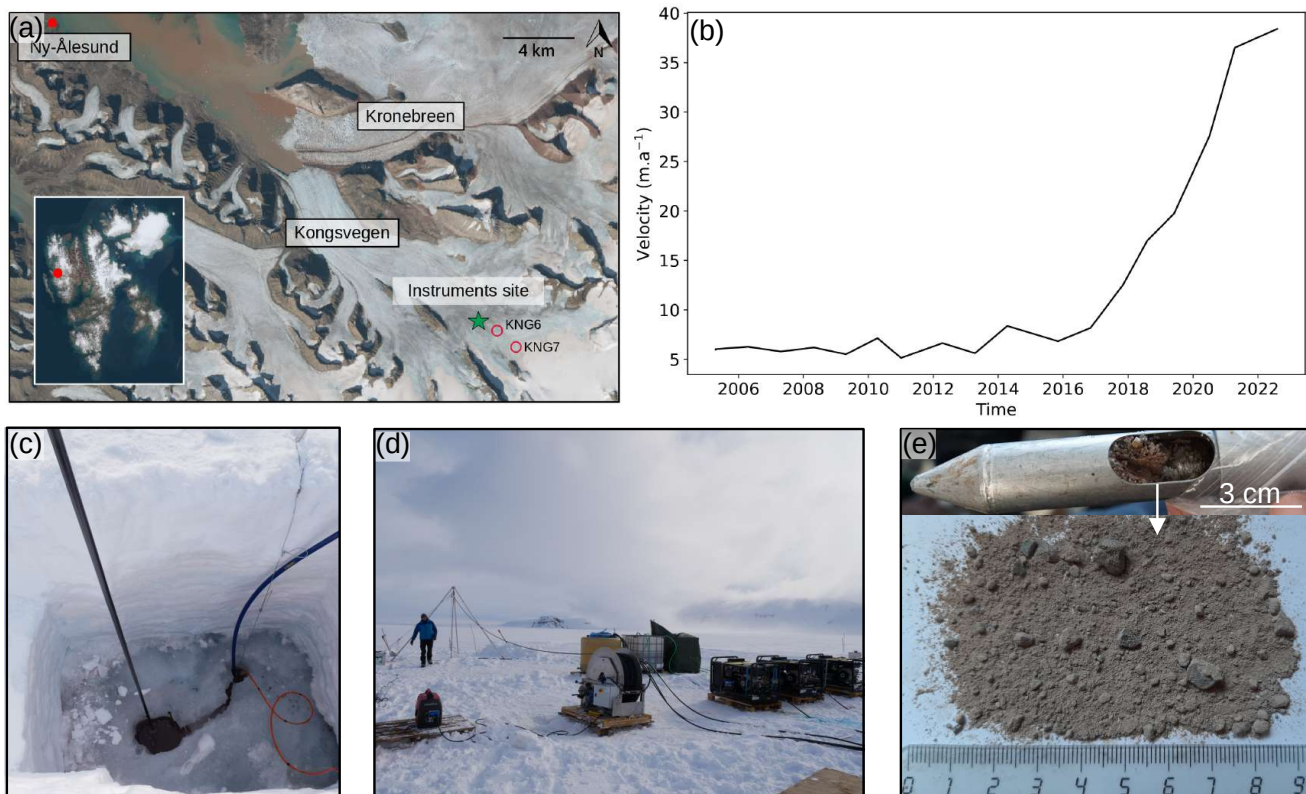 (a)
Ny-Ålesund
4 km
N
Kronebreen
Kongsvegen
Instruments site
KNG6
KNG7
(b)
Velocity (m.a⁻¹)
40
35
30
25
20
15
10
5
2006 2008 2010 2012 2014 2016 2018 2020 2022
Time
(c)
(d)
(e)
3 cm
0 1 2 3 4 5 6 7 8 9